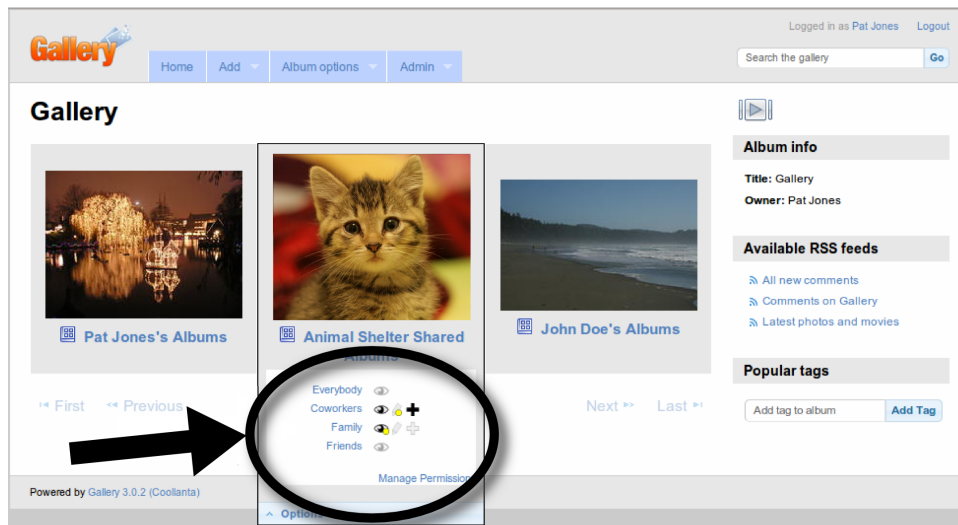 Logged in as Pat Jones Logout
Gallery
Home Add Album options Admin
Search the gallery Go
Gallery
Album info
Title: Gallery
Owner: Pat Jones
Available RSS feeds
All new comments
Comments on Gallery
Latest photos and movies
Popular tags
Add tag to album Add Tag
Pat Jones's Albums
Animal Shelter Shared
Albums
John Doe's Albums
Everybody
Coworkers
Family
Friends
Manage Permission
First Previous Next Last
Powered by Gallery 3.0.2 (Coollanta)
Options